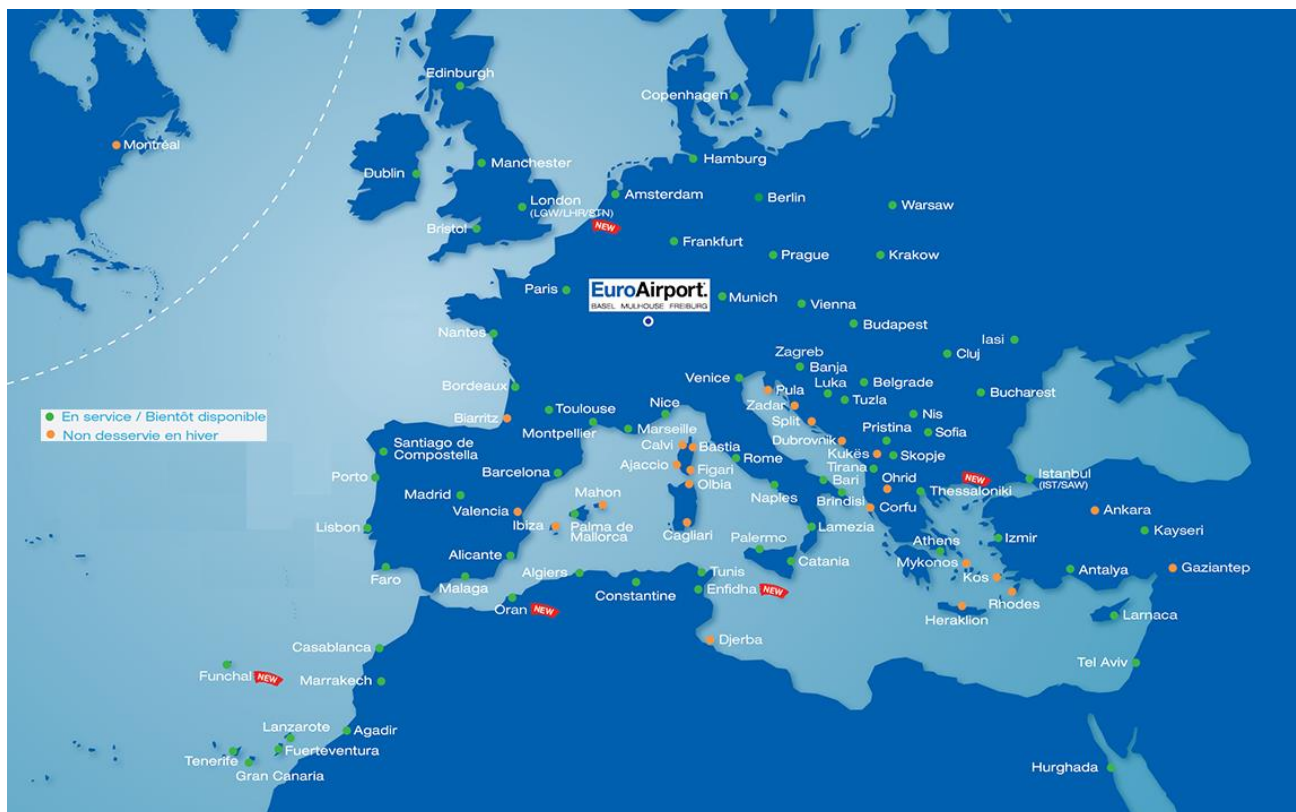 Edinburgh
Copenhagen
Montréal
Dublin
Manchester
Hamburg
London
(LGW/LHR/STN)
NEW
Amsterdam
Berlin
Warsaw
Bristol
Frankfurt
Prague
Krakow
Paris
EuroAirport.
BASEL MULHOUSE FREIBURG
Munich
Vienna
Budapest
Nantes
Iasi
Cluj
Zagreb
Banja
Luka
Venice
Pula
Belgrade
Tuzla
Bucharest
Bordeaux
En service / Bientôt disponible
Non desservie en hiver
Biarritz
Toulouse
Nice
Zadar
Montpellier
Marseille
Split
Nis
Santiago de
Compostella
Calvi
Bastia
Dubrovnik
Pristina
Sofia
Rome
Kukës
Skopje
Ajaccio
Figari
Tirana
Porto
Barcelona
Olbia
Bari
Ohrid
NEW
Istanbul
(IST/SAW)
Madrid
Mahon
Naples
Brindisi
Thessaloniki
Valencia
Corfu
Ankara
Lisbon
Ibiza
Palma de
Mallorca
Cagliari
Palermo
Lamezia
Kayseri
Athens
Izmir
Alicante
Catania
Mykonos
Faro
Malaga
Algiers
Tunis
Kos
Antalya
Gaziantep
Oran
NEW
Constantine
Enfidha
NEW
Rhodes
Heraklion
Larnaca
Djerba
Casablanca
Tel Aviv
Funchal
NEW
Marrakech
Lanzarote
Agadir
Fuerteventura
Tenerife
Gran Canaria
Hurghada